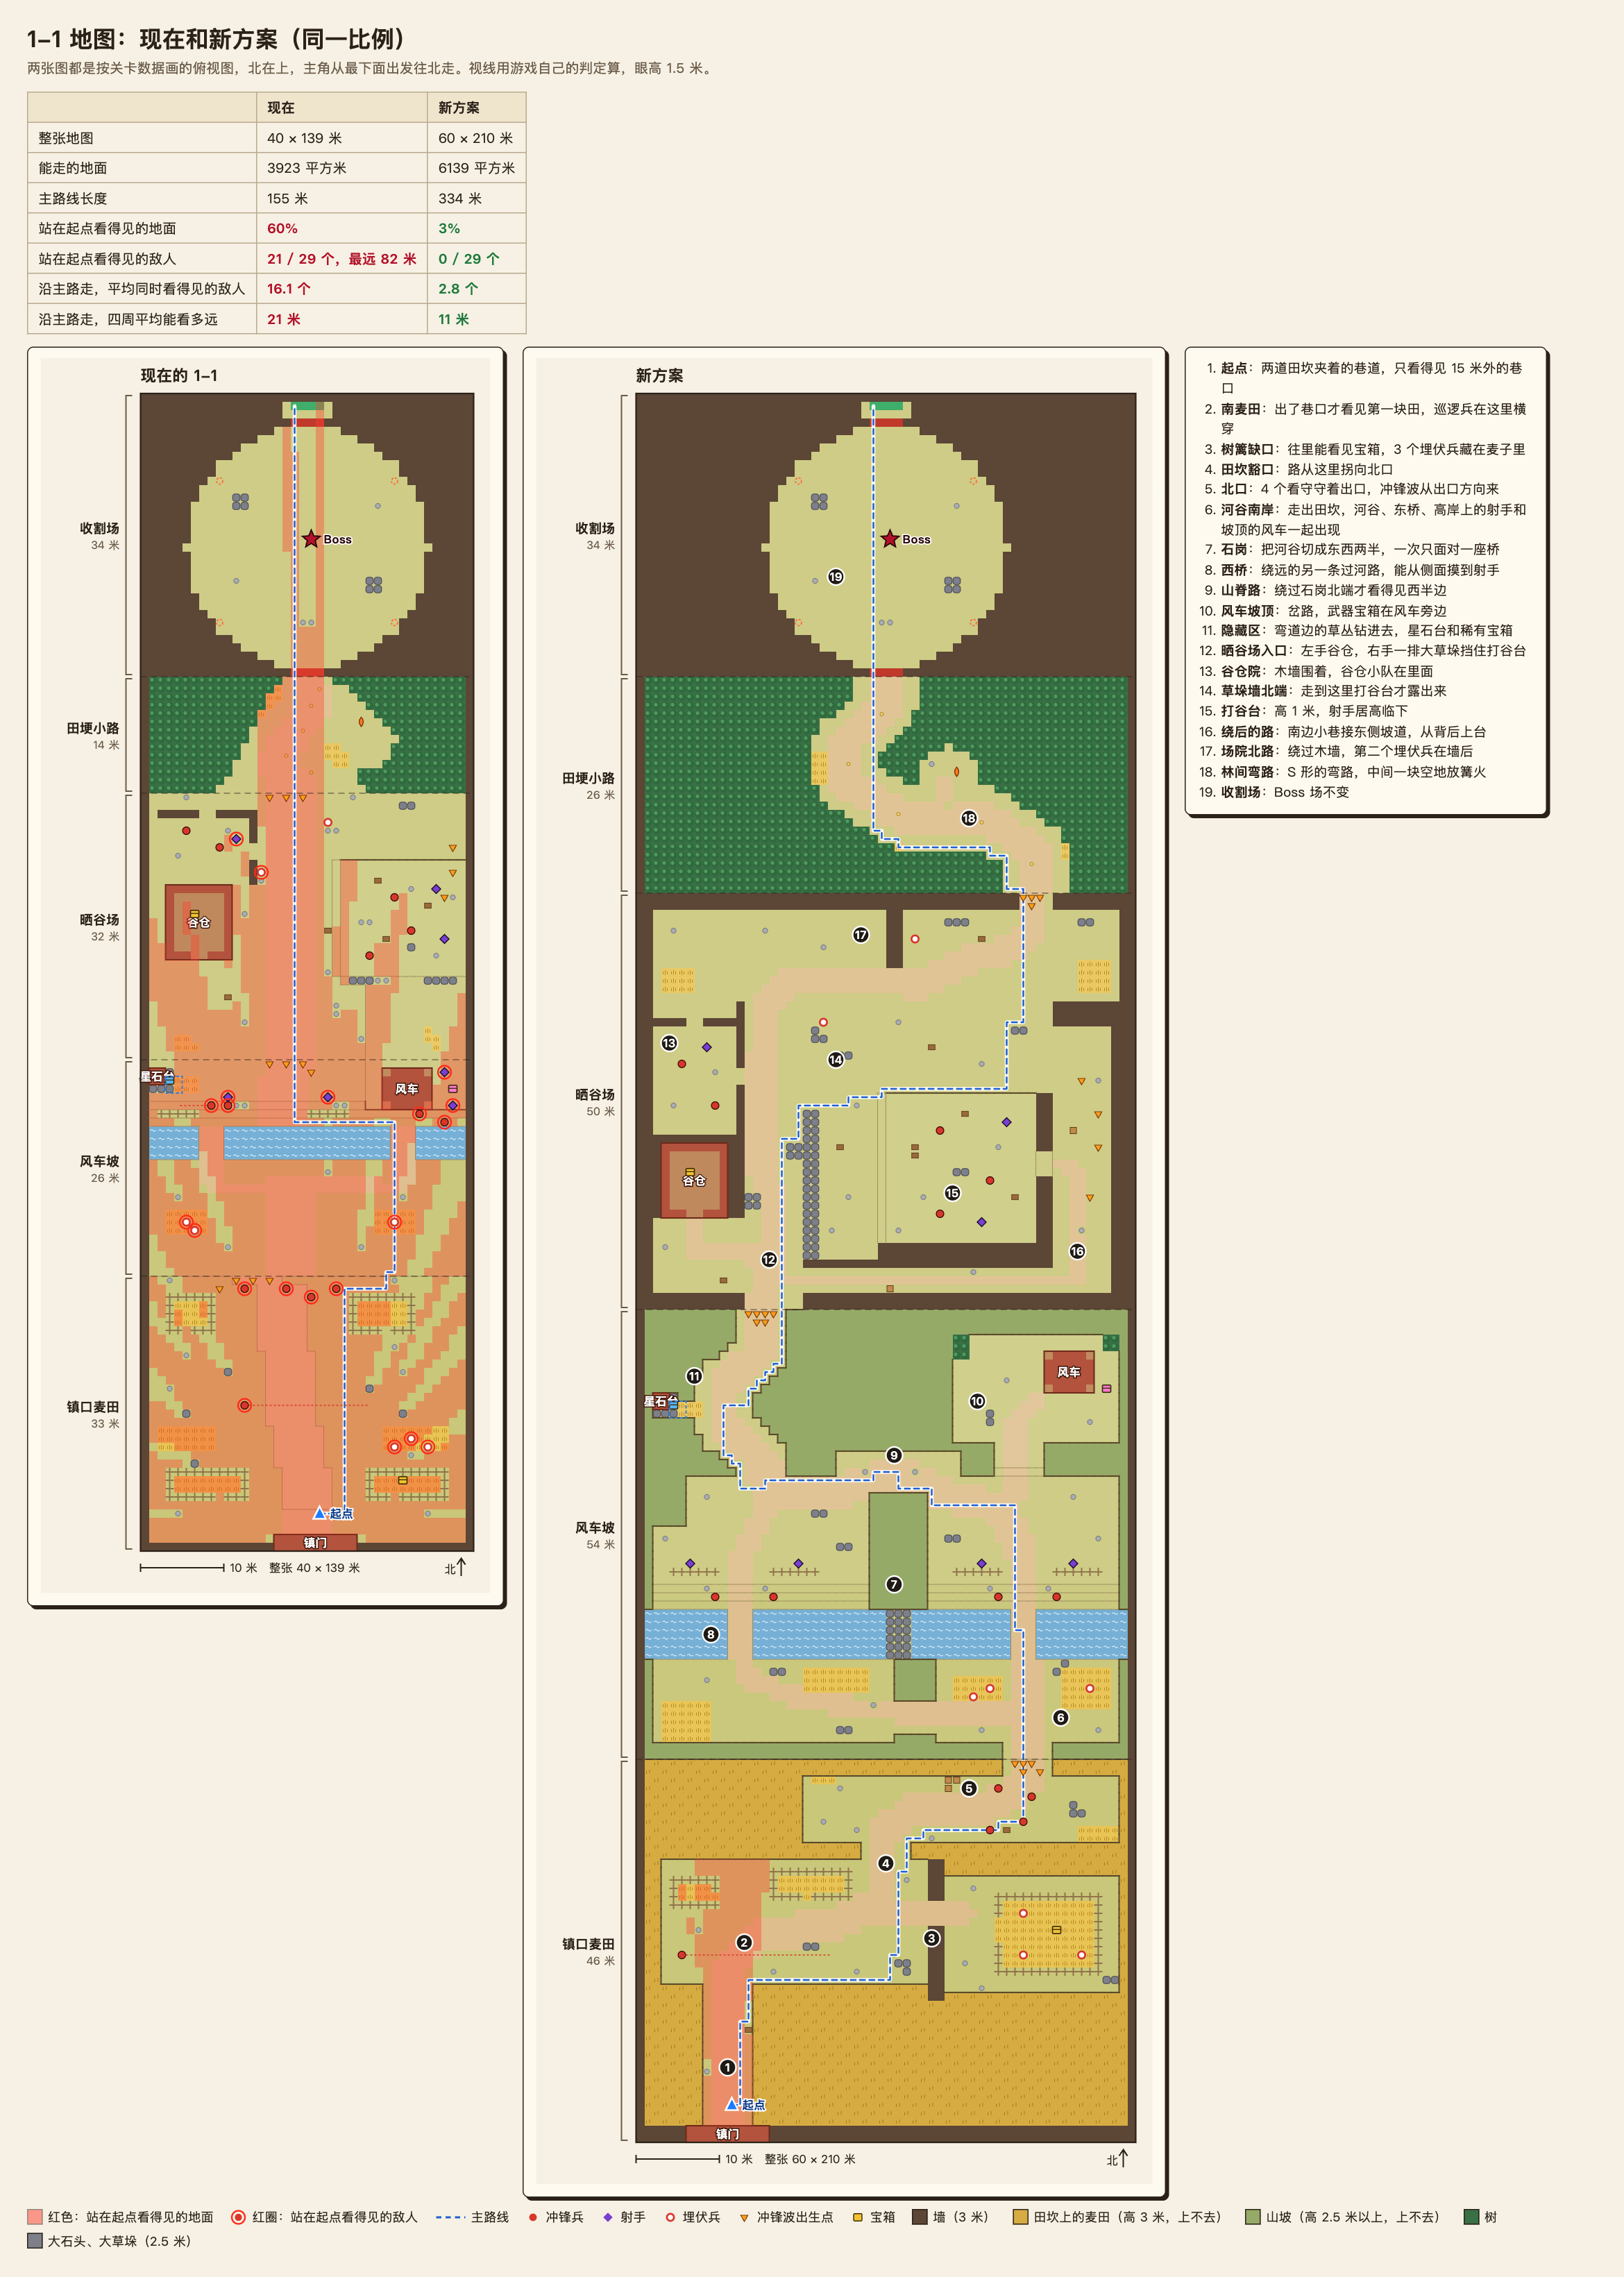 1–1 地图：现在和新方案（同一比例）
两张图都是按关卡数据画的俯视图，北在上，主角从最下面出发往北走。视线用游戏自己的判定算，眼高 1.5 米。
现在 新方案
整张地图 40 × 139 米 60 × 210 米
能走的地面 3923 平方米 6139 平方米
主路线长度 155 米 334 米
站在起点看得见的地面 60% 3%
站在起点看得见的敌人 21 / 29 个，最远 82 米 0 / 29 个
沿主路走，平均同时看得见的敌人 16.1 个 2.8 个
沿主路走，四周平均能看多远 21 米 11 米
现在的 1–1
收割场
34 米
Boss
田埂小路
14 米
晒谷场
32 米
谷仓
星石台
风车
风车坡
26 米
镇口麦田
33 米
起点
镇门
10 米 整张 40 × 139 米
北
新方案
收割场
34 米
Boss
19
田埂小路
26 米
18
17
13
14
晒谷场
50 米
谷仓
15
12
16
11
风车
星石台
10
9
风车坡
54 米
7
8
6
5
4
镇口麦田
46 米
2
3
1
起点
镇门
10 米 整张 60 × 210 米
北
1. 起点：两道田坎夹着的巷道，只看得见 15 米外的巷
口
2. 南麦田：出了巷口才看见第一块田，巡逻兵在这里横
穿
3. 树篱缺口：往里能看见宝箱，3 个埋伏兵藏在麦子里
4. 田坎豁口：路从这里拐向北口
5. 北口：4 个看守守着出口，冲锋波从出口方向来
6. 河谷南岸：走出田坎，河谷、东桥、高岸上的射手和
坡顶的风车一起出现
7. 石岗：把河谷切成东西两半，一次只面对一座桥
8. 西桥：绕远的另一条过河路，能从侧面摸到射手
9. 山脊路：绕过石岗北端才看得见西半边
10. 风车坡顶：岔路，武器宝箱在风车旁边
11. 隐藏区：弯道边的草丛钻进去，星石台和稀有宝箱
12. 晒谷场入口：左手谷仓，右手一排大草垛挡住打谷台
13. 谷仓院：木墙围着，谷仓小队在里面
14. 草垛墙北端：走到这里打谷台才露出来
15. 打谷台：高 1 米，射手居高临下
16. 绕后的路：南边小巷接东侧坡道，从背后上台
17. 场院北路：绕过木墙，第二个埋伏兵在墙后
18. 林间弯路：S 形的弯路，中间一块空地放篝火
19. 收割场：Boss 场不变
红色：站在起点看得见的地面 红圈：站在起点看得见的敌人 主路线 冲锋兵 射手 埋伏兵 冲锋波出生点 宝箱 墙（3 米） 田坎上的麦田（高 3 米，上不去） 山坡（高 2.5 米以上，上不去） 树
大石头、大草垛（2.5 米）